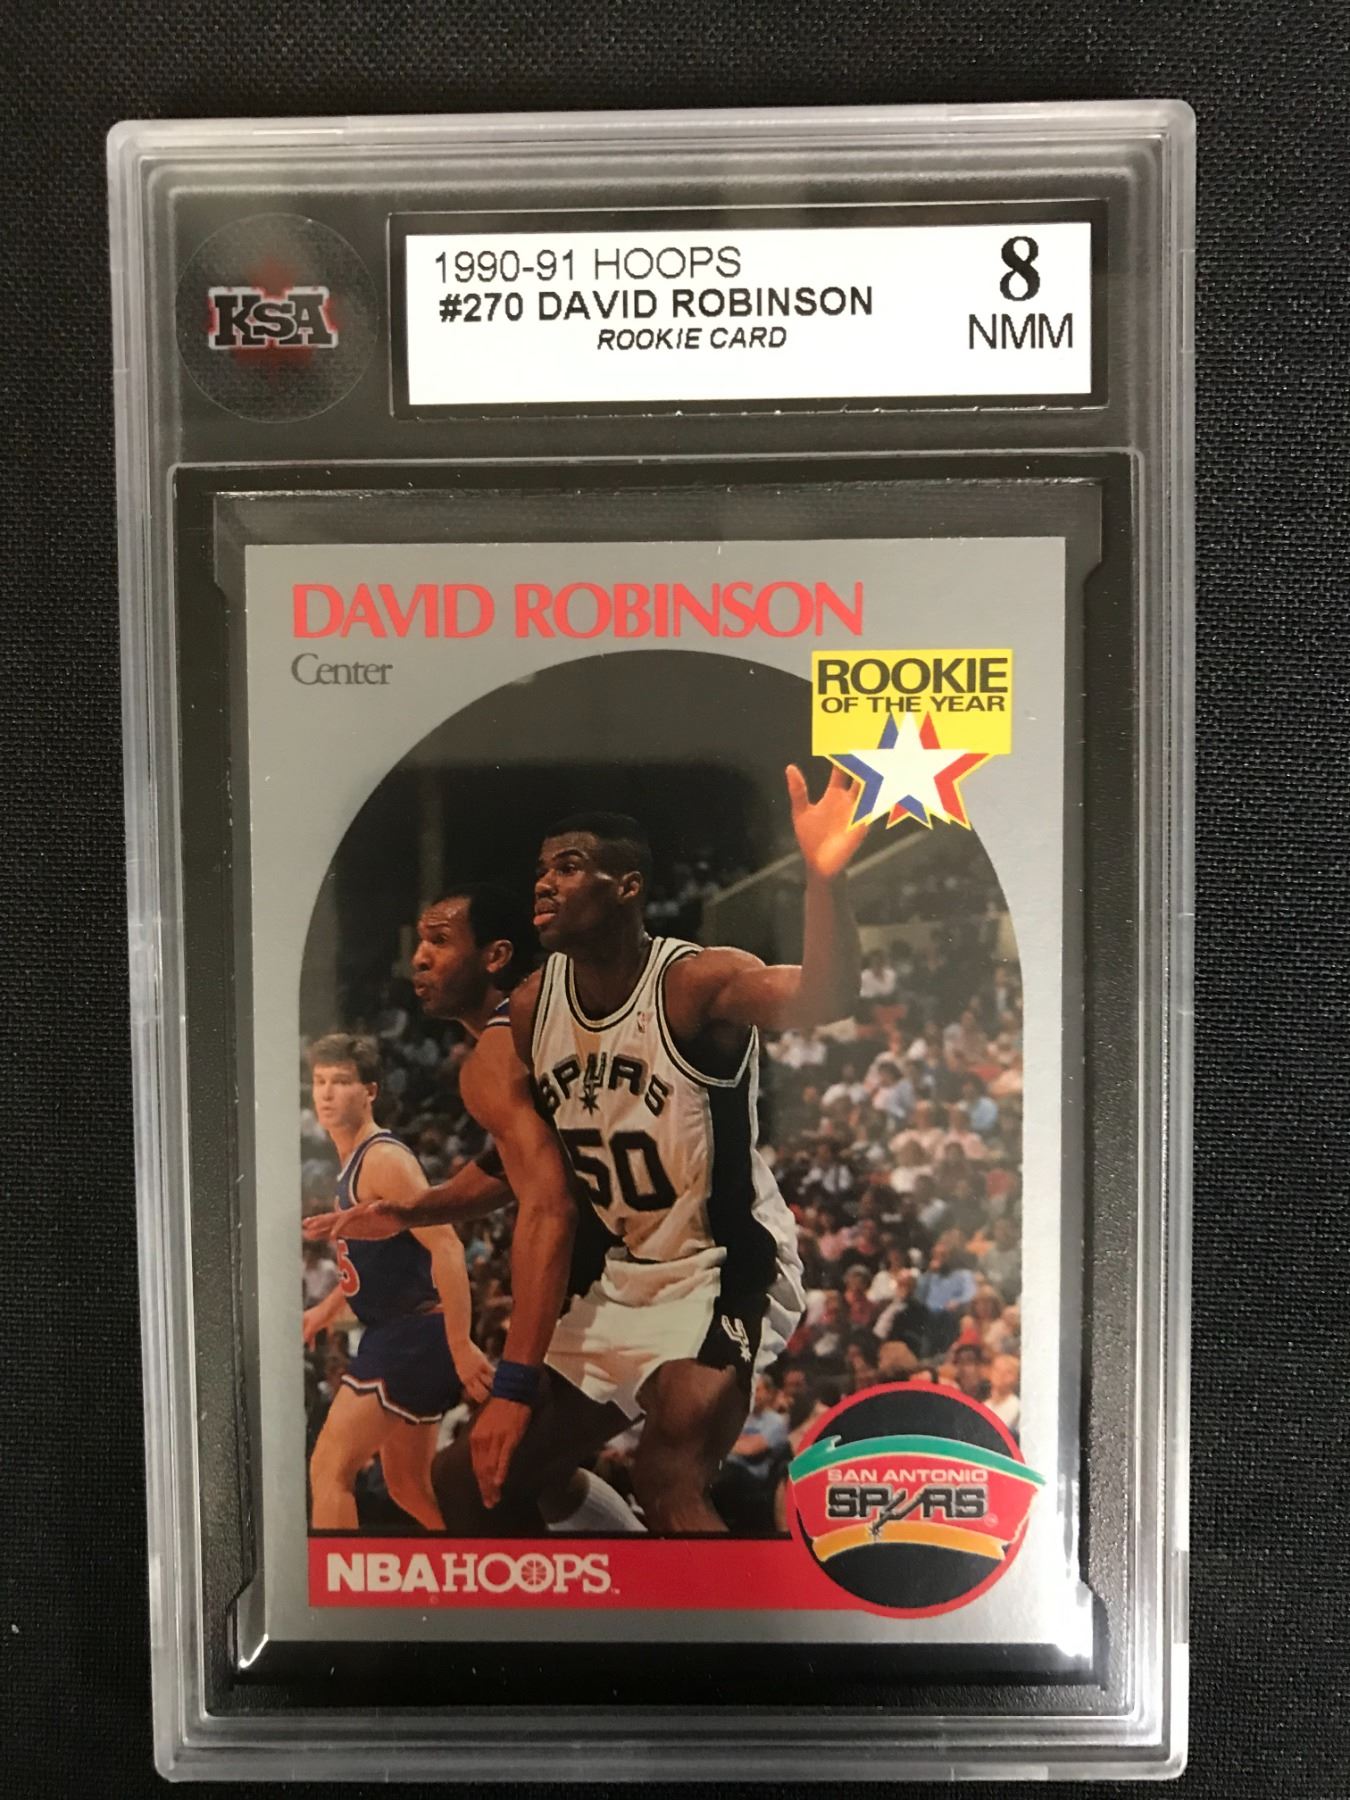 KSA
1990-91 HOOPS
#270 DAVID ROBINSON
ROOKIE CARD
8
NMM
DAVID ROBINSON
Center
ROOKIE
OF THE YEAR
SPURS
50
5
SAN ANTONIO
SPURS
NBA HOOPS